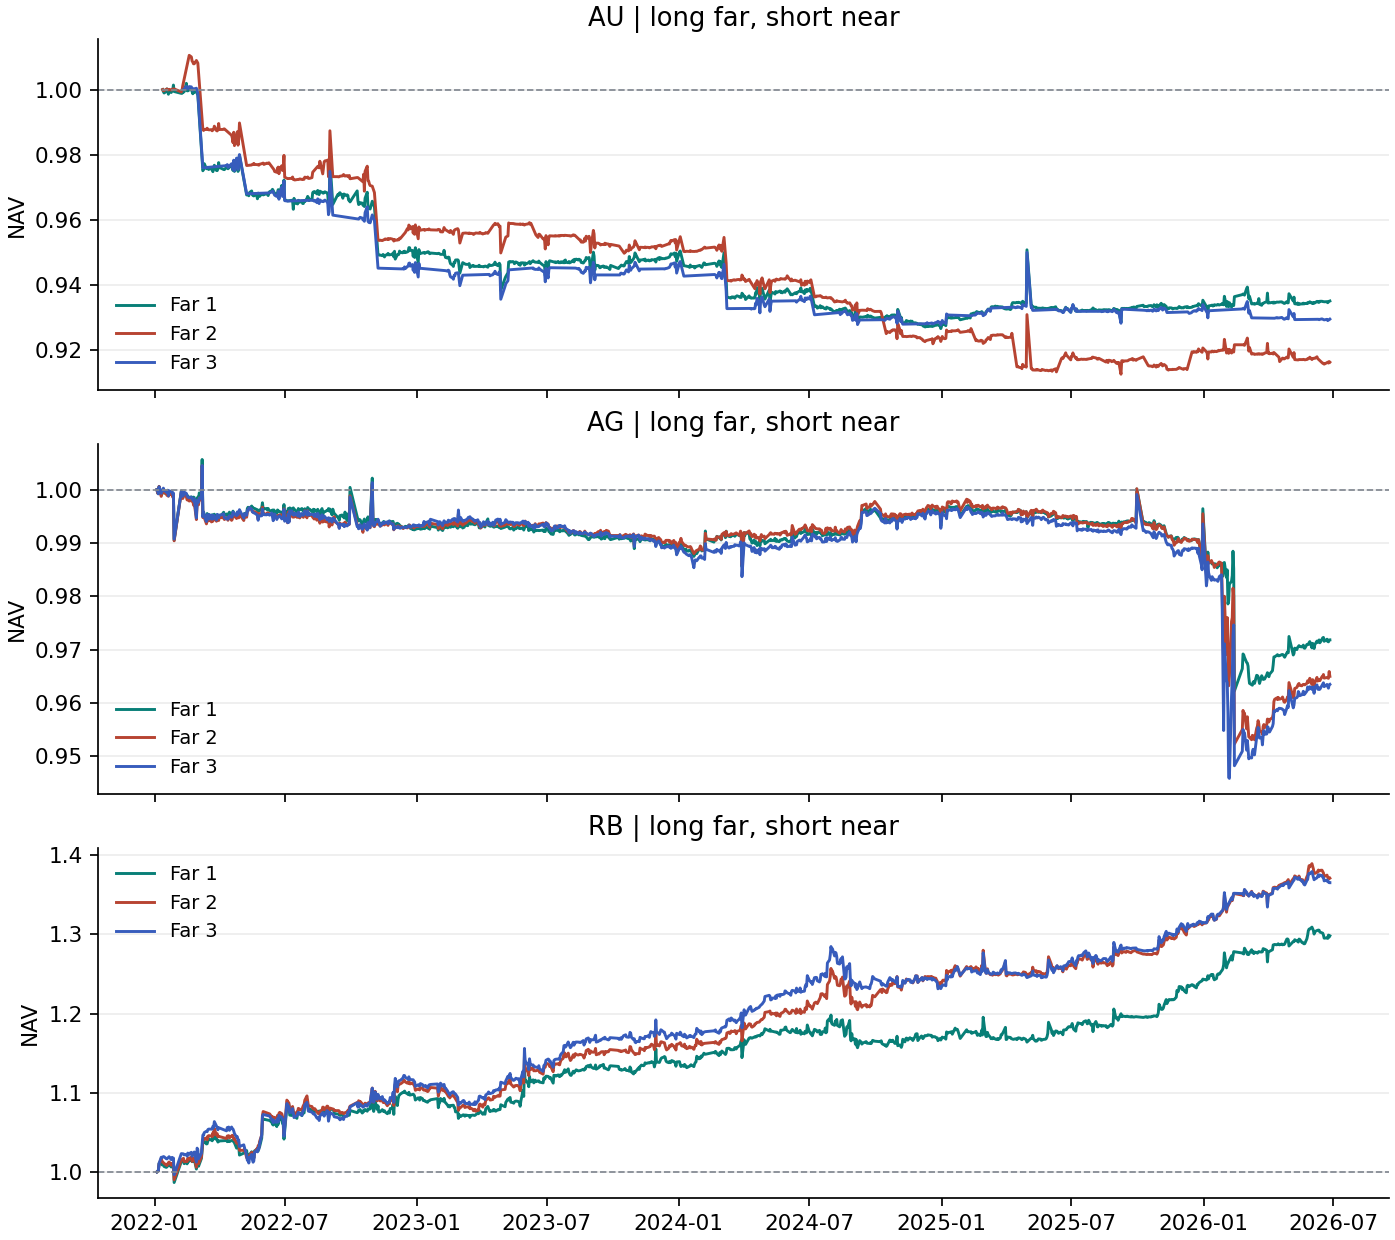 AU | long far, short near
NAV
1.00
0.98
0.96
0.94
0.92
Far 1
Far 2
Far 3
AG | long far, short near
NAV
1.00
0.99
0.98
0.97
0.96
0.95
Far 1
Far 2
Far 3
RB | long far, short near
NAV
1.4
1.3
1.2
1.1
1.0
Far 1
Far 2
Far 3
2022-01 2022-07 2023-01 2023-07 2024-01 2024-07 2025-01 2025-07 2026-01 2026-07